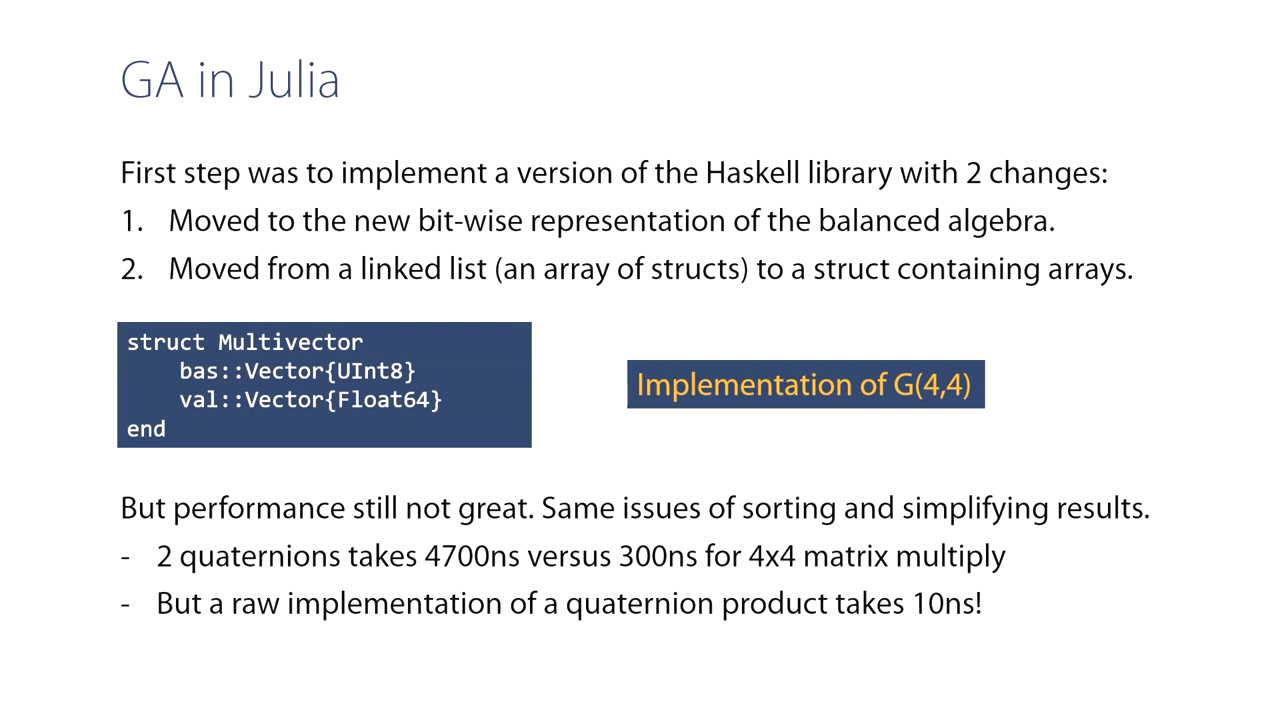 GA in Julia
First step was to implement a version of the Haskell library with 2 changes:
1. Moved to the new bit-wise representation of the balanced algebra.
2. Moved from a linked list (an array of structs) to a struct containing arrays.
struct Multivector
    bas::Vector{UInt8}
    val::Vector{Float64}
end
Implementation of G(4,4)
But performance still not great. Same issues of sorting and simplifying results.
- 2 quaternions takes 4700ns versus 300ns for 4x4 matrix multiply
- But a raw implementation of a quaternion product takes 10ns!